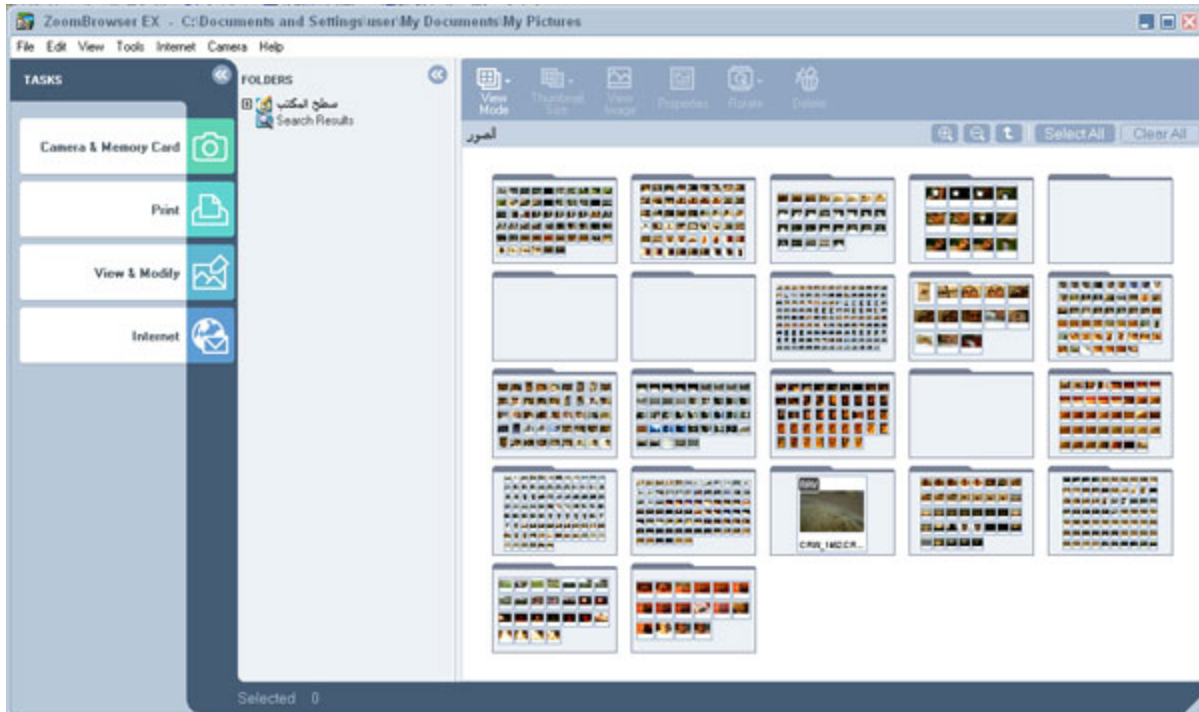 ZoomBrowser EX - C:\Documents and Settings\user\My Documents\My Pictures
File Edit View Tools Internet Camera Help
TASKS
Camera & Memory Card
Print
View & Modify
Internet
FOLDERS
سطح المكتب
Search Results
View Mode
Thumbnail Size
View Image
Properties
Rotate
Delete
الصور
Select All
Clear All
Selected 0